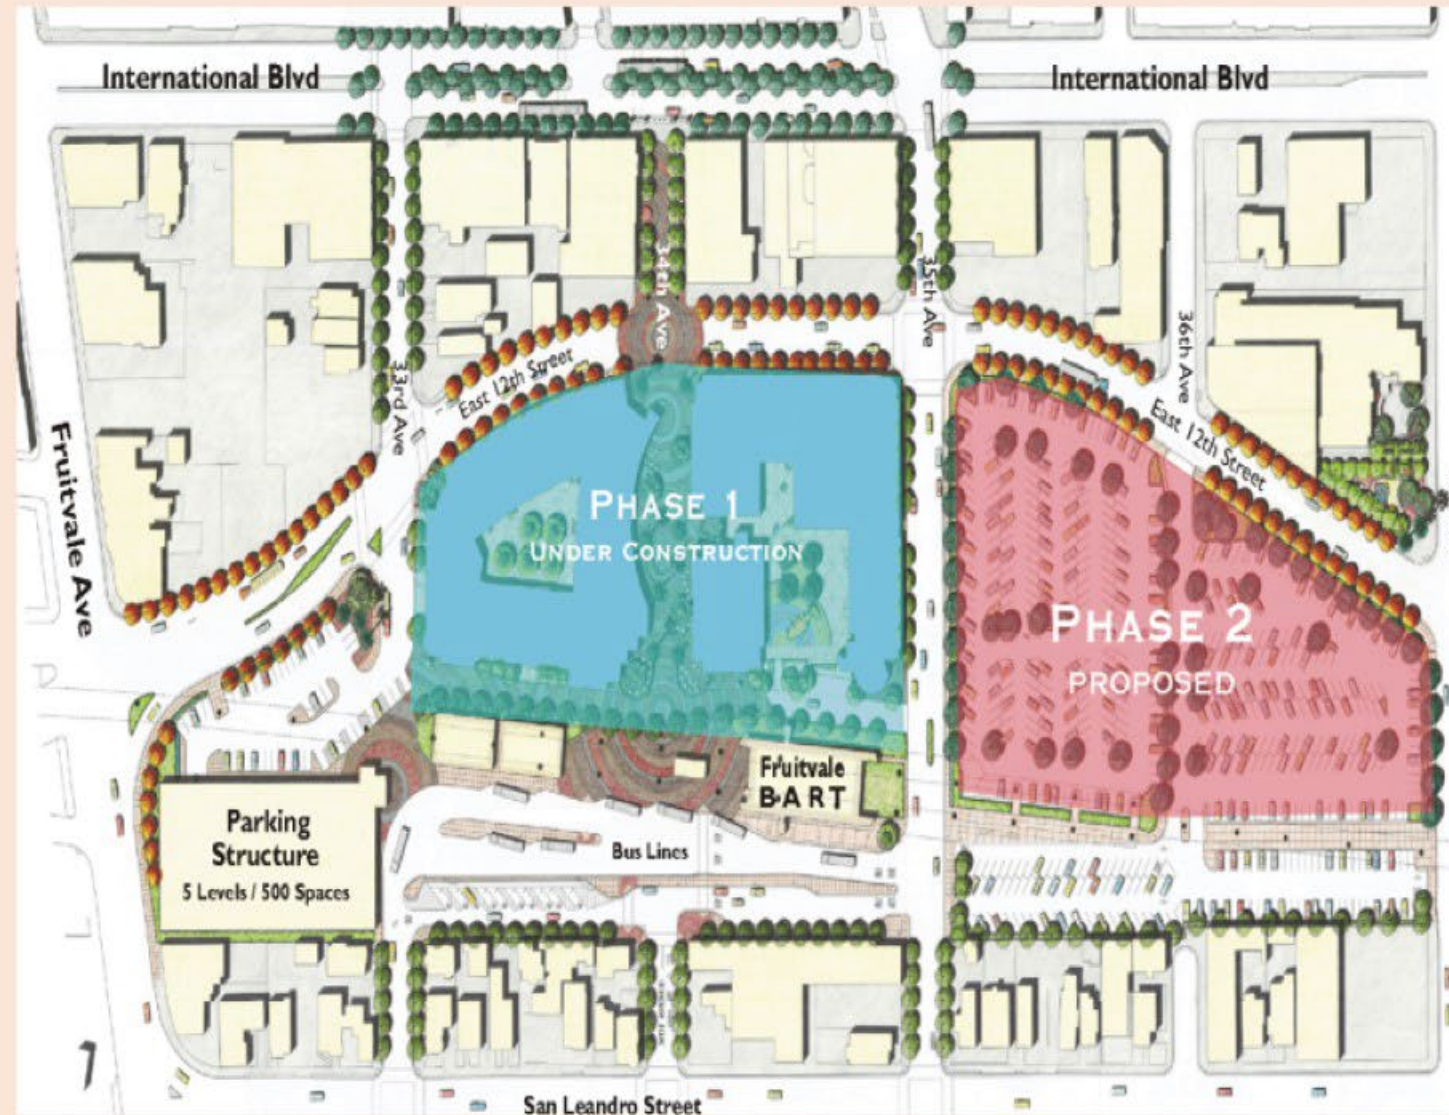 International Blvd
International Blvd
34th Ave
35th Ave
36th Ave
33rd Ave
East 12th Street
East 12th Street
Fruitvale Ave
PHASE 1
UNDER CONSTRUCTION
PHASE 2
PROPOSED
Fruitvale
BART
Parking
Structure
5 Levels / 500 Spaces
Bus Lines
San Leandro Street